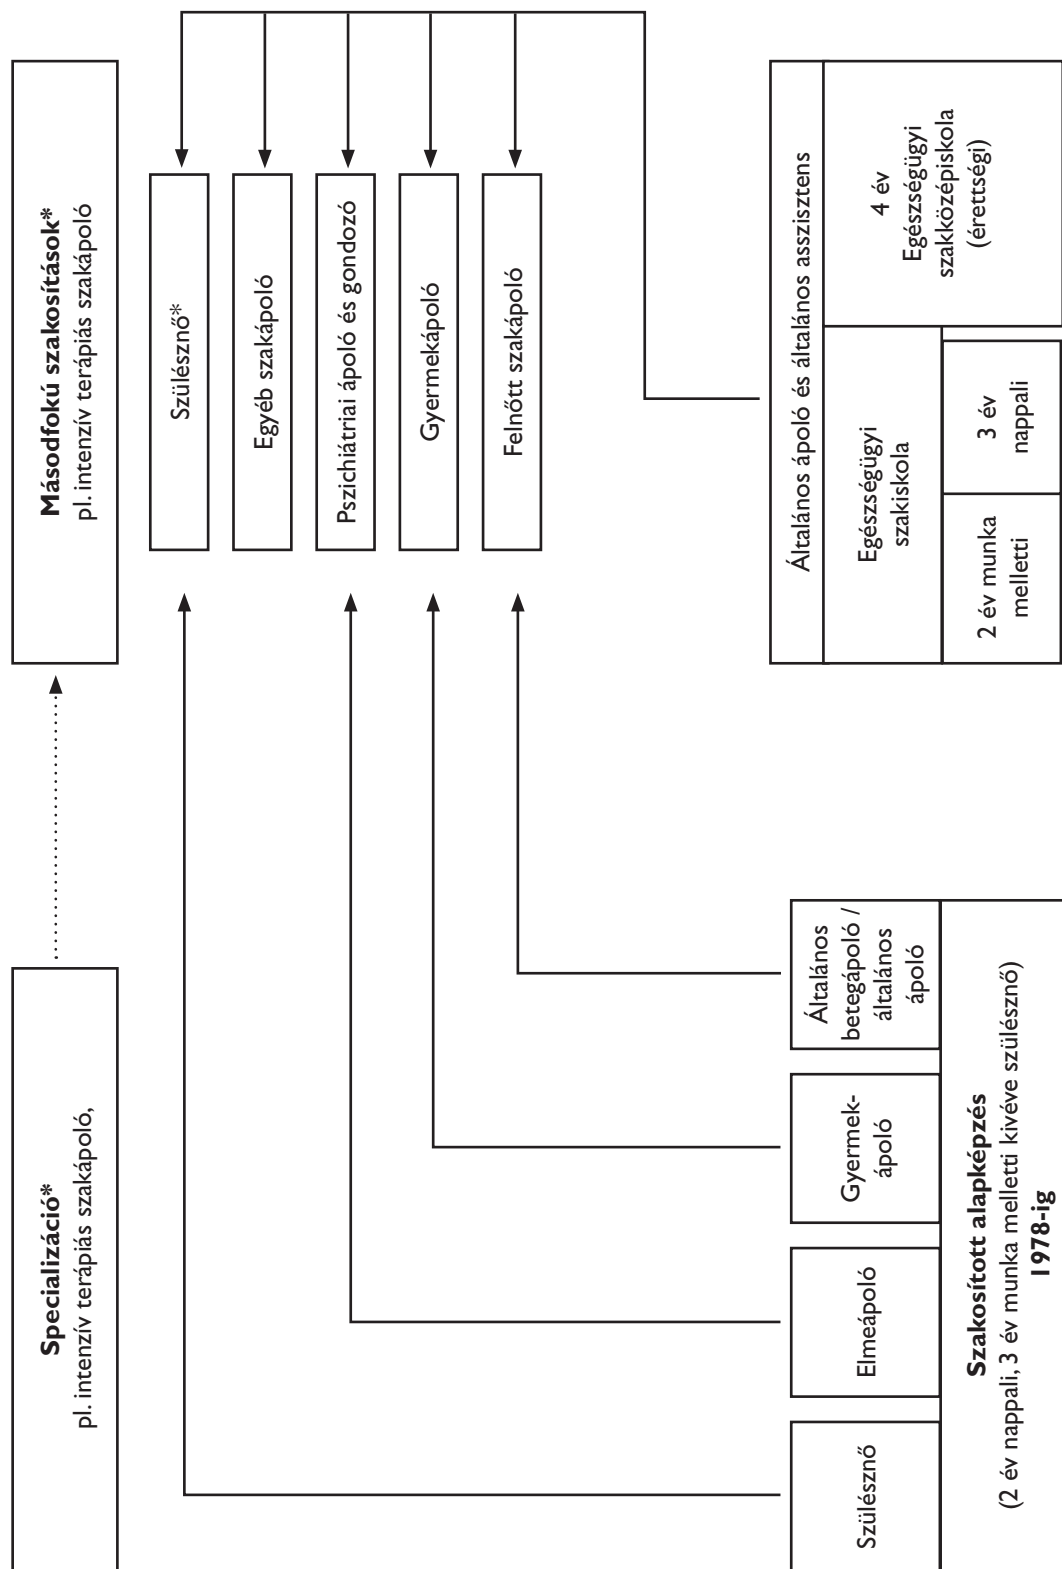 Specializáció*
pl. intenzív terápiás szakápoló,
Másodfokú szakosítások*
pl. intenzív terápiás szakápoló
Szülésznő*
Egyéb szakápoló
Pszichiátriai ápoló és gondozó
Gyermekápoló
Felnőtt szakápoló
Szülésznő
Elmeápoló
Gyermek-
ápoló
Általános
betegápoló /
általános
ápoló
Szakosított alapképzés
(2 év nappali, 3 év munka melletti kivéve szülésznő)
1978-ig
Általános ápoló és általános asszisztens
Egészségügyi
szakiskola
2 év munka
melletti
3 év
nappali
4 év
Egészségügyi
szakközépiskola
(érettségi)